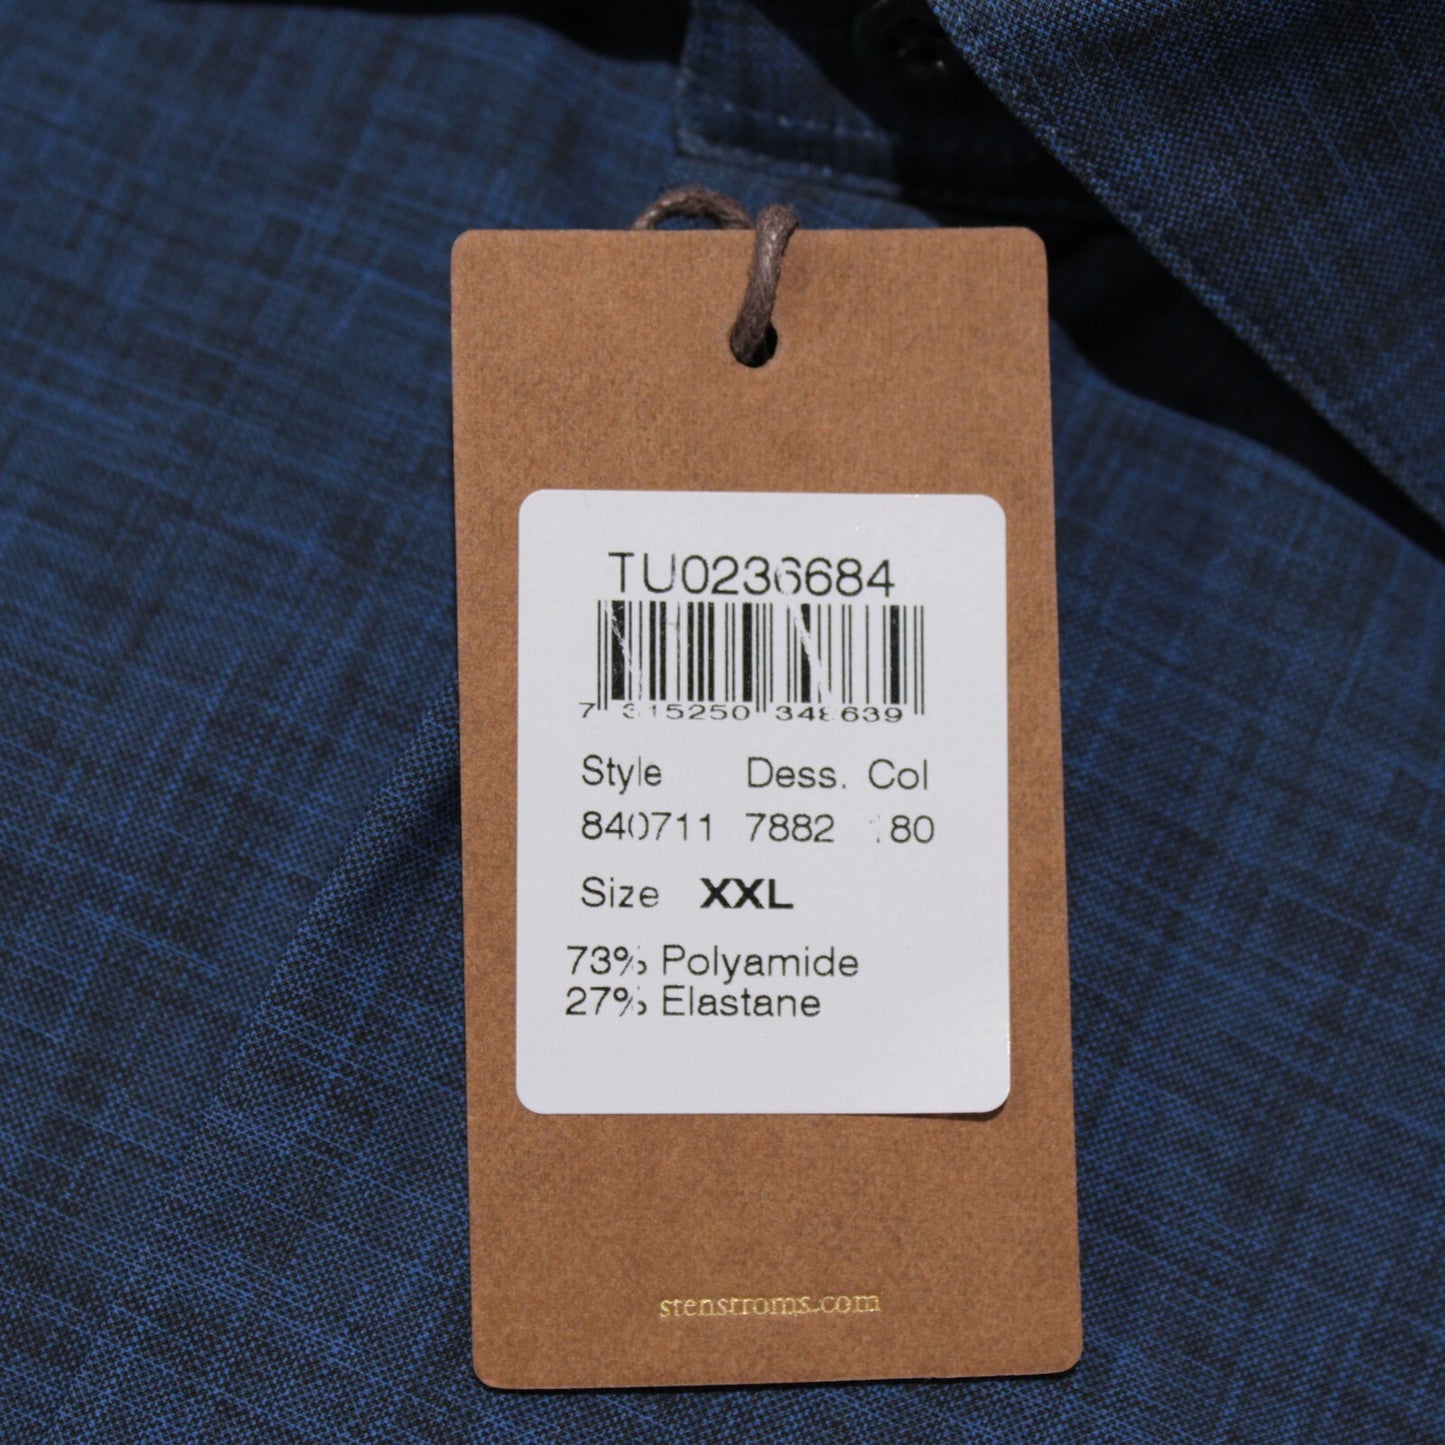 TU0236684
7 315250 348639
Style Dess. Col
840711 7882 180
Size XXL
73% Polyamide
27% Elastane
stenstroms.com